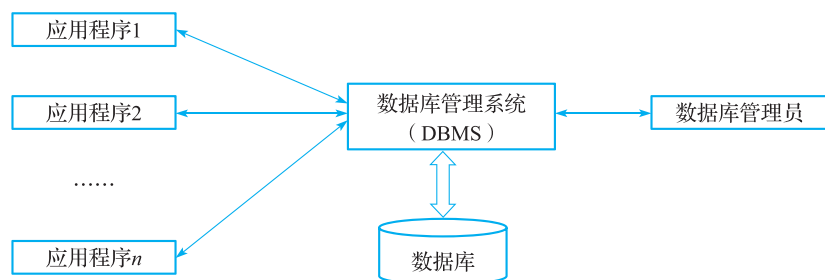 应用程序1
应用程序2
……
应用程序n
数据库管理系统
（DBMS）
数据库管理员
数据库